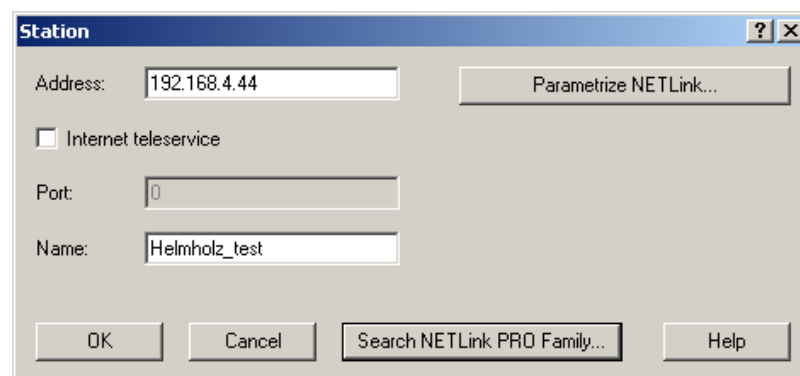 Station
Address: 192.168.4.44 Parametrize NETLink...
Internet teleservice
Port: 0
Name: Helmholz_test
OK Cancel Search NETLink PRO Family... Help